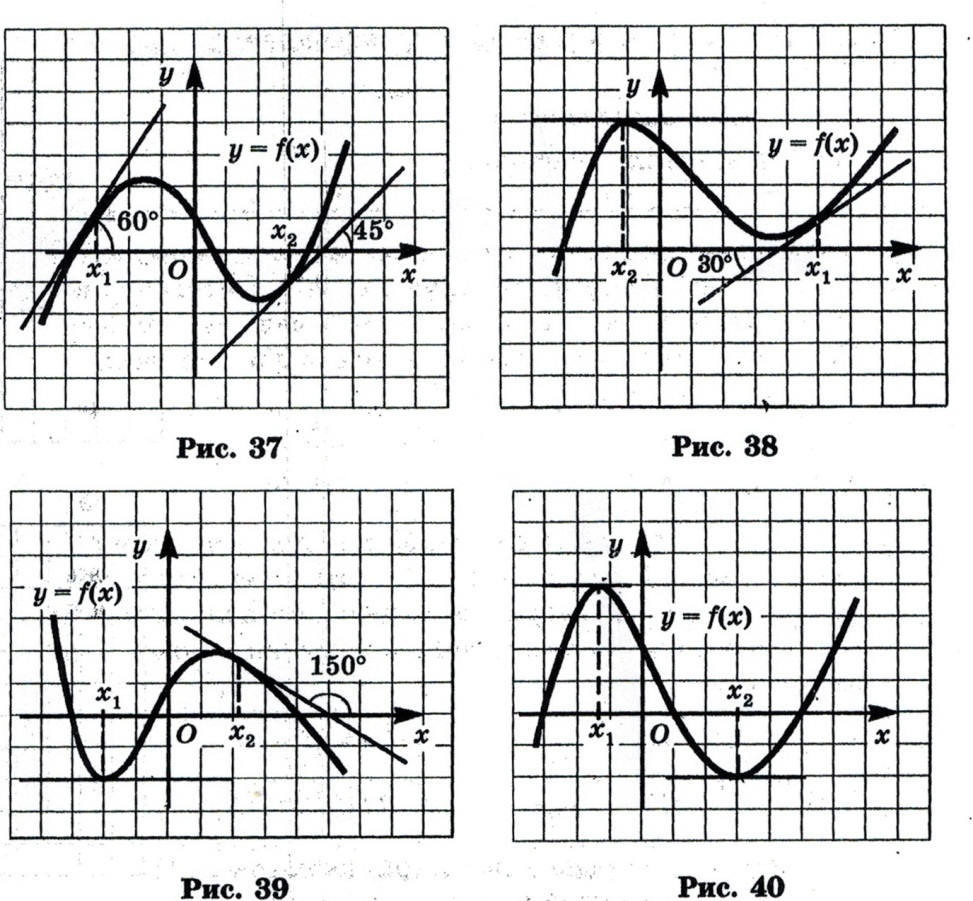 y
y = f(x)
60°
x₂
45°
x₁
O
x
Рис. 37
y
y = f(x)
x₂
O
30°
x₁
x
Рис. 38
y
y = f(x)
150°
x₁
O
x₂
x
Рис. 39
y
y = f(x)
x₂
x₁
O
x
Рис. 40